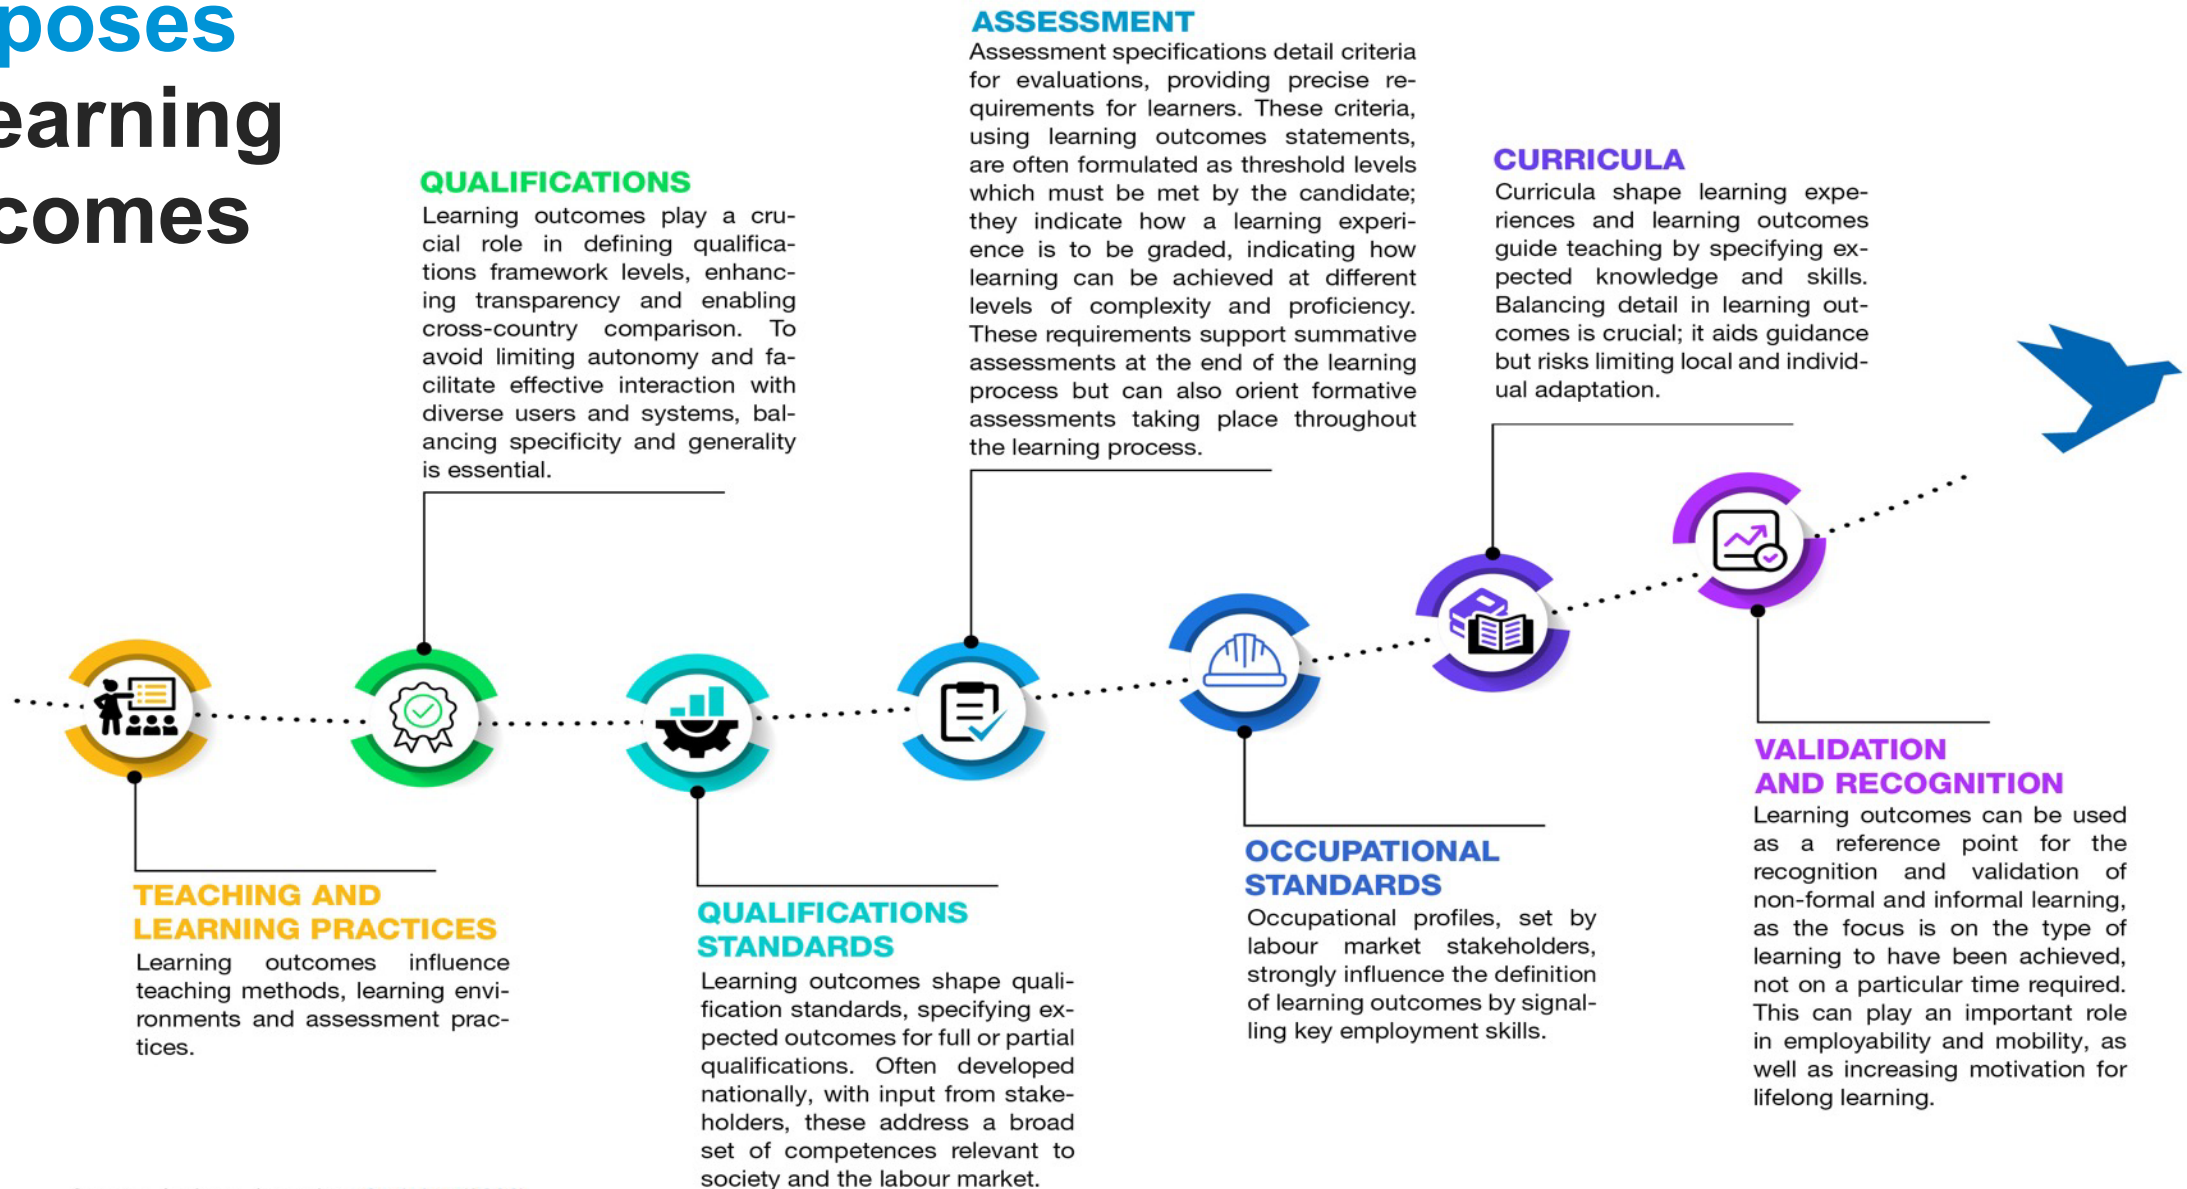 poses
earning
comes
QUALIFICATIONS
Learning outcomes play a cru-
cial role in defining qualifica-
tions framework levels, enhanc-
ing transparency and enabling
cross-country comparison. To
avoid limiting autonomy and fa-
cilitate effective interaction with
diverse users and systems, bal-
ancing specificity and generality
is essential.
ASSESSMENT
Assessment specifications detail criteria
for evaluations, providing precise re-
quirements for learners. These criteria,
using learning outcomes statements,
are often formulated as threshold levels
which must be met by the candidate;
they indicate how a learning experi-
ence is to be graded, indicating how
learning can be achieved at different
levels of complexity and proficiency.
These requirements support summative
assessments at the end of the learning
process but can also orient formative
assessments taking place throughout
the learning process.
CURRICULA
Curricula shape learning expe-
riences and learning outcomes
guide teaching by specifying ex-
pected knowledge and skills.
Balancing detail in learning out-
comes is crucial; it aids guidance
but risks limiting local and individ-
ual adaptation.
TEACHING AND
LEARNING PRACTICES
Learning outcomes influence
teaching methods, learning envi-
ronments and assessment prac-
tices.
QUALIFICATIONS
STANDARDS
Learning outcomes shape quali-
fication standards, specifying ex-
pected outcomes for full or partial
qualifications. Often developed
nationally, with input from stake-
holders, these address a broad
set of competences relevant to
society and the labour market.
OCCUPATIONAL
STANDARDS
Occupational profiles, set by
labour market stakeholders,
strongly influence the definition
of learning outcomes by signal-
ling key employment skills.
VALIDATION
AND RECOGNITION
Learning outcomes can be used
as a reference point for the
recognition and validation of
non-formal and informal learning,
as the focus is on the type of
learning to have been achieved,
not on a particular time required.
This can play an important role
in employability and mobility, as
well as increasing motivation for
lifelong learning.